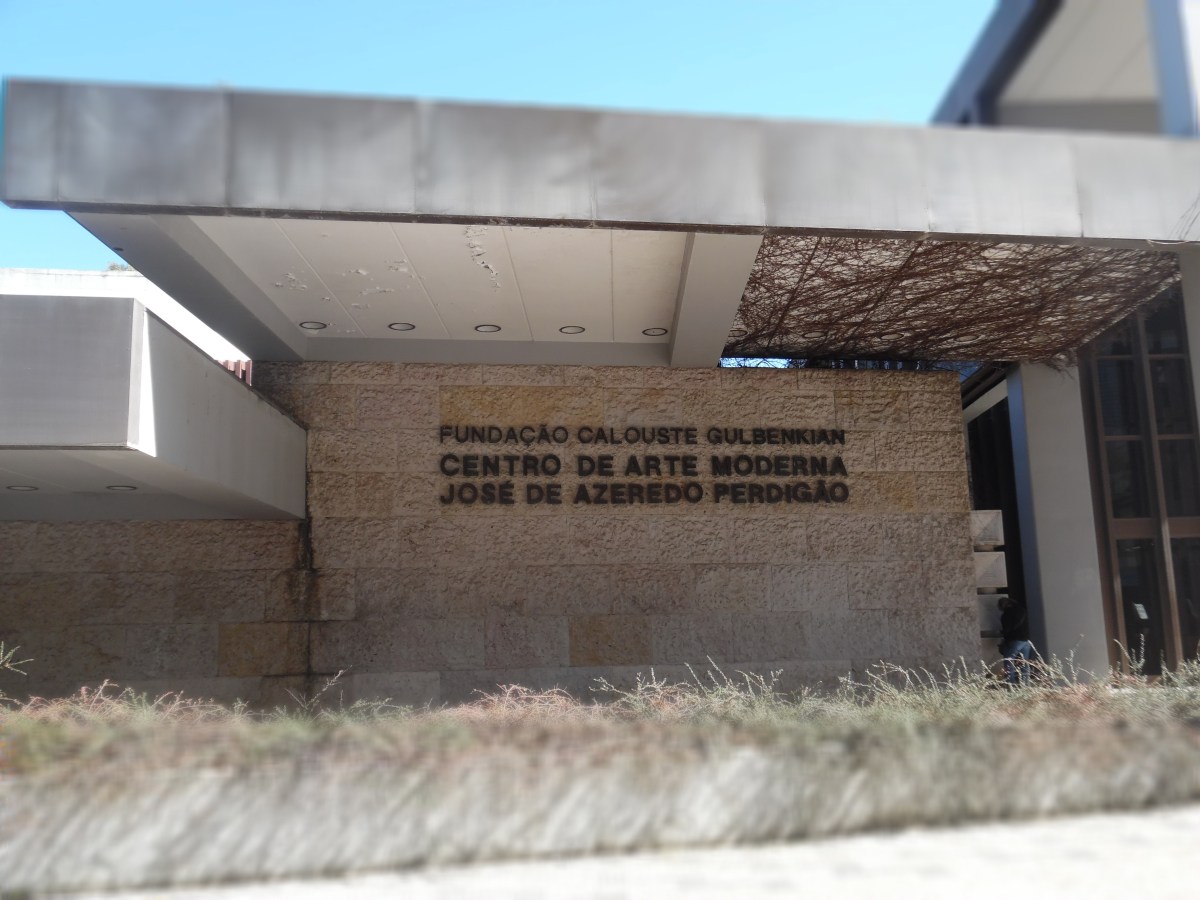 FUNDAÇÃO CALOUSTE GULBENKIAN
CENTRO DE ARTE MODERNA
JOSÉ DE AZEREDO PERDIGÃO